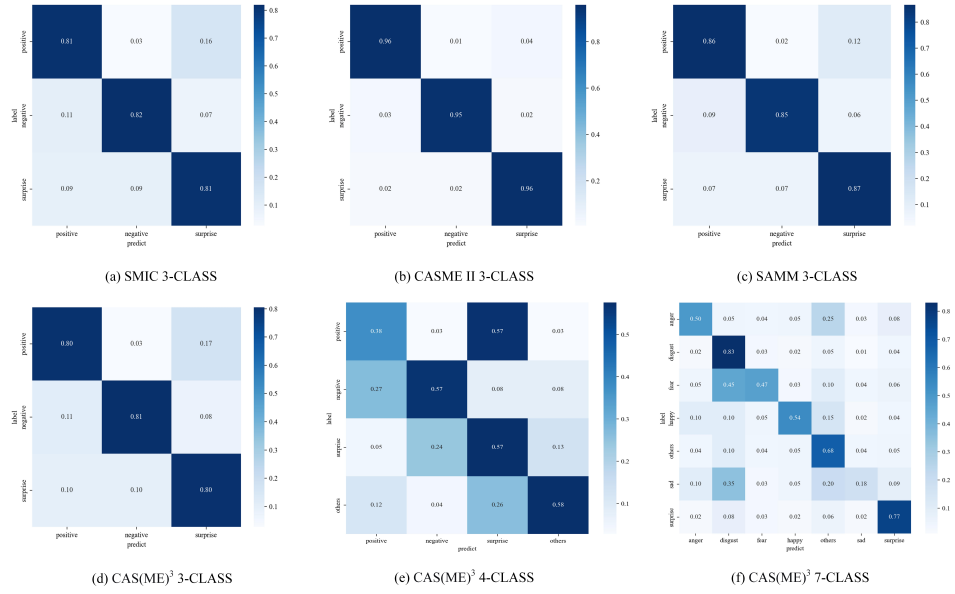 positive 0.81 0.03 0.16
negative 0.11 0.82 0.07
surprise 0.09 0.09 0.81
label
positive negative surprise
predict
0.8
0.7
0.6
0.5
0.4
0.3
0.2
0.1
(a) SMIC 3-CLASS
positive 0.96 0.01 0.04
negative 0.03 0.95 0.02
surprise 0.02 0.02 0.96
label
positive negative surprise
predict
0.8
0.6
0.4
0.2
(b) CASME II 3-CLASS
positive 0.86 0.02 0.12
negative 0.09 0.85 0.06
surprise 0.07 0.07 0.87
label
positive negative surprise
predict
0.8
0.7
0.6
0.5
0.4
0.3
0.2
0.1
(c) SAMM 3-CLASS
positive 0.80 0.03 0.17
negative 0.11 0.81 0.08
surprise 0.10 0.10 0.80
label
positive negative surprise
predict
0.8
0.7
0.6
0.5
0.4
0.3
0.2
0.1
(d) CAS(ME)³ 3-CLASS
positive 0.38 0.03 0.57 0.03
negative 0.27 0.57 0.08 0.08
surprise 0.05 0.24 0.57 0.13
others 0.12 0.04 0.26 0.58
label
positive negative surprise others
predict
0.5
0.4
0.3
0.2
0.1
(e) CAS(ME)³ 4-CLASS
anger 0.50 0.05 0.04 0.05 0.25 0.03 0.08
disgust 0.02 0.83 0.03 0.02 0.05 0.01 0.04
fear 0.05 0.45 0.47 0.03 0.10 0.04 0.06
happy 0.10 0.10 0.05 0.54 0.15 0.02 0.04
others 0.04 0.10 0.04 0.05 0.68 0.04 0.05
sad 0.10 0.35 0.03 0.05 0.20 0.18 0.09
surprise 0.02 0.08 0.03 0.02 0.06 0.02 0.77
label
anger disgust fear happy others sad surprise
predict
0.8
0.7
0.6
0.5
0.4
0.3
0.2
0.1
(f) CAS(ME)³ 7-CLASS